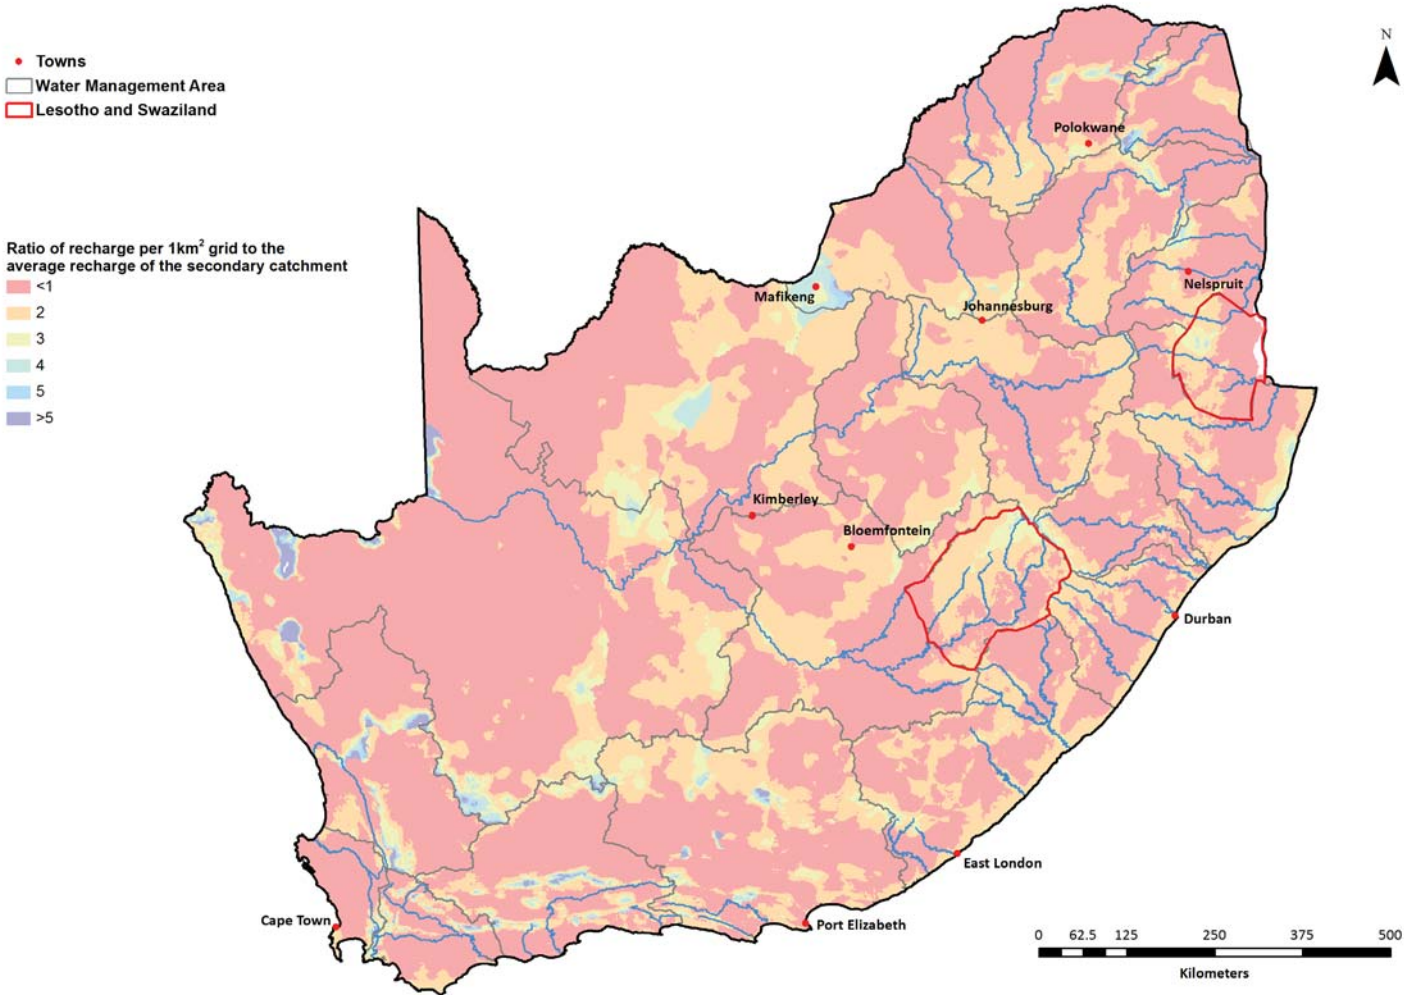 Towns
Water Management Area
Lesotho and Swaziland
N
Ratio of recharge per 1km² grid to the
average recharge of the secondary catchment
<1
2
3
4
5
>5
Polokwane
Mafikeng
Nelspruit
Johannesburg
Kimberley
Bloemfontein
Durban
East London
Cape Town
Port Elizabeth
0 62.5 125 250 375 500
Kilometers